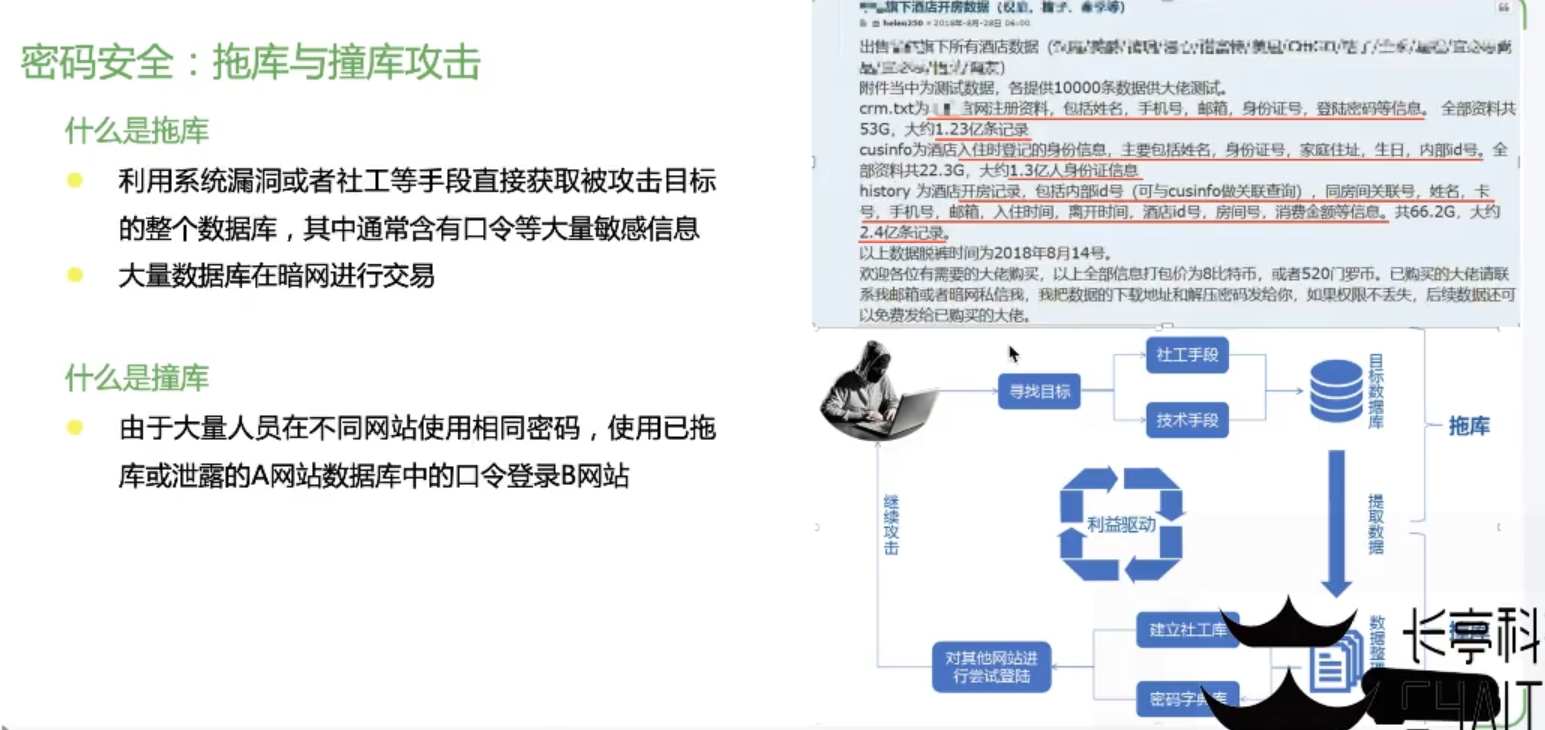 密码安全：拖库与撞库攻击
什么是拖库
利用系统漏洞或者社工等手段直接获取被攻击目标
的整个数据库，其中通常含有口令等大量敏感信息
大量数据库在暗网进行交易
什么是撞库
由于大量人员在不同网站使用相同密码，使用已拖
库或泄露的A网站数据库中的口令登录B网站
旗下酒店开房数据
由 helen250 » 2018年-8月-28日 06:00
出售 旗下所有酒店数据
附件当中为测试数据，各提供10000条数据供大佬测试。
crm.txt为 官网注册资料，包括姓名，手机号，邮箱，身份证号，登陆密码等信息。 全部资料共
53G，大约1.23亿条记录
cusinfo为酒店入住时登记的身份信息，主要包括姓名，身份证号，家庭住址，生日，内部id号。全
部资料共22.3G，大约1.3亿人身份证信息
history 为酒店开房记录，包括内部id号（可与cusinfo做关联查询），同房间关联号，姓名，卡
号，手机号，邮箱，入住时间，离开时间，酒店id号，房间号，消费金额等信息。共66.2G，大约
2.4亿条记录。
以上数据脱裤时间为2018年8月14号。
欢迎各位有需要的大佬购买，以上全部信息打包价为8比特币，或者520门罗币。已购买的大佬请联
系我邮箱或者暗网私信我，我把数据的下载地址和解压密码发给你，如果权限不丢失，后续数据还可
以免费发给已购买的大佬。
寻找目标
社工手段
技术手段
目标数据库
拖库
提取数据
利益驱动
继续攻击
建立社工库
密码字典库
对其他网站进
行尝试登陆
数据整理
长亭科